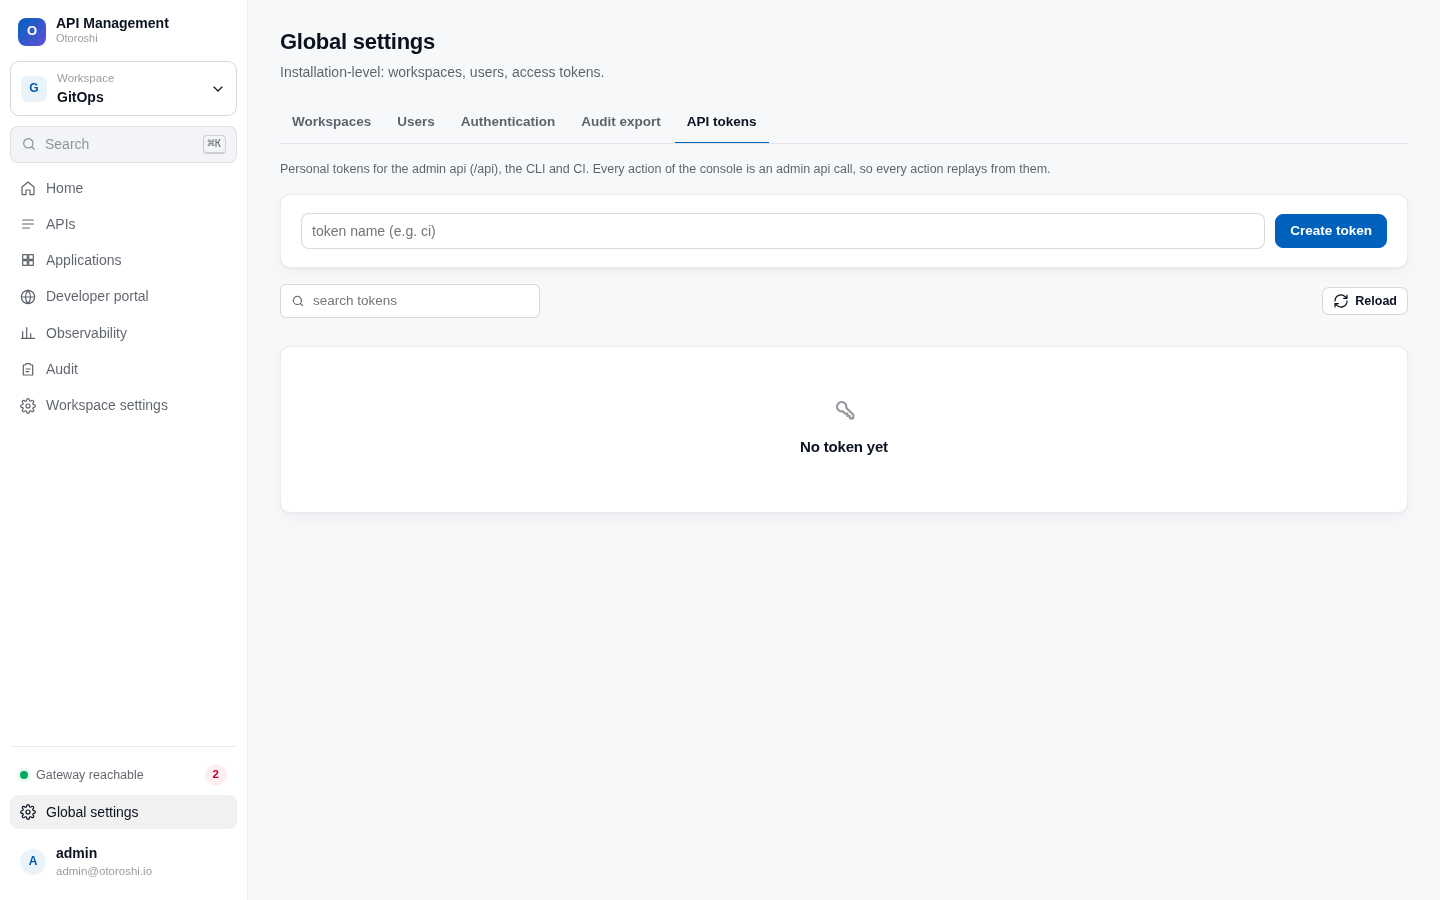 O
API Management
Otoroshi
G
Workspace
GitOps
Search
⌘K
Home
APIs
Applications
Developer portal
Observability
Audit
Workspace settings
Gateway reachable
2
Global settings
A
admin
admin@otoroshi.io
Global settings
Installation-level: workspaces, users, access tokens.
Workspaces Users Authentication Audit export API tokens
Personal tokens for the admin api (/api), the CLI and CI. Every action of the console is an admin api call, so every action replays from them.
token name (e.g. ci)
Create token
search tokens
Reload
No token yet